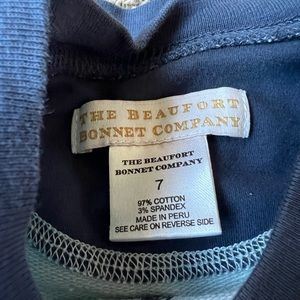 THE BEAUFORT
BONNET COMPANY
THE BEAUFORT
BONNET COMPANY
7
97% COTTON
3% SPANDEX
MADE IN PERU
SEE CARE ON REVERSE SIDE